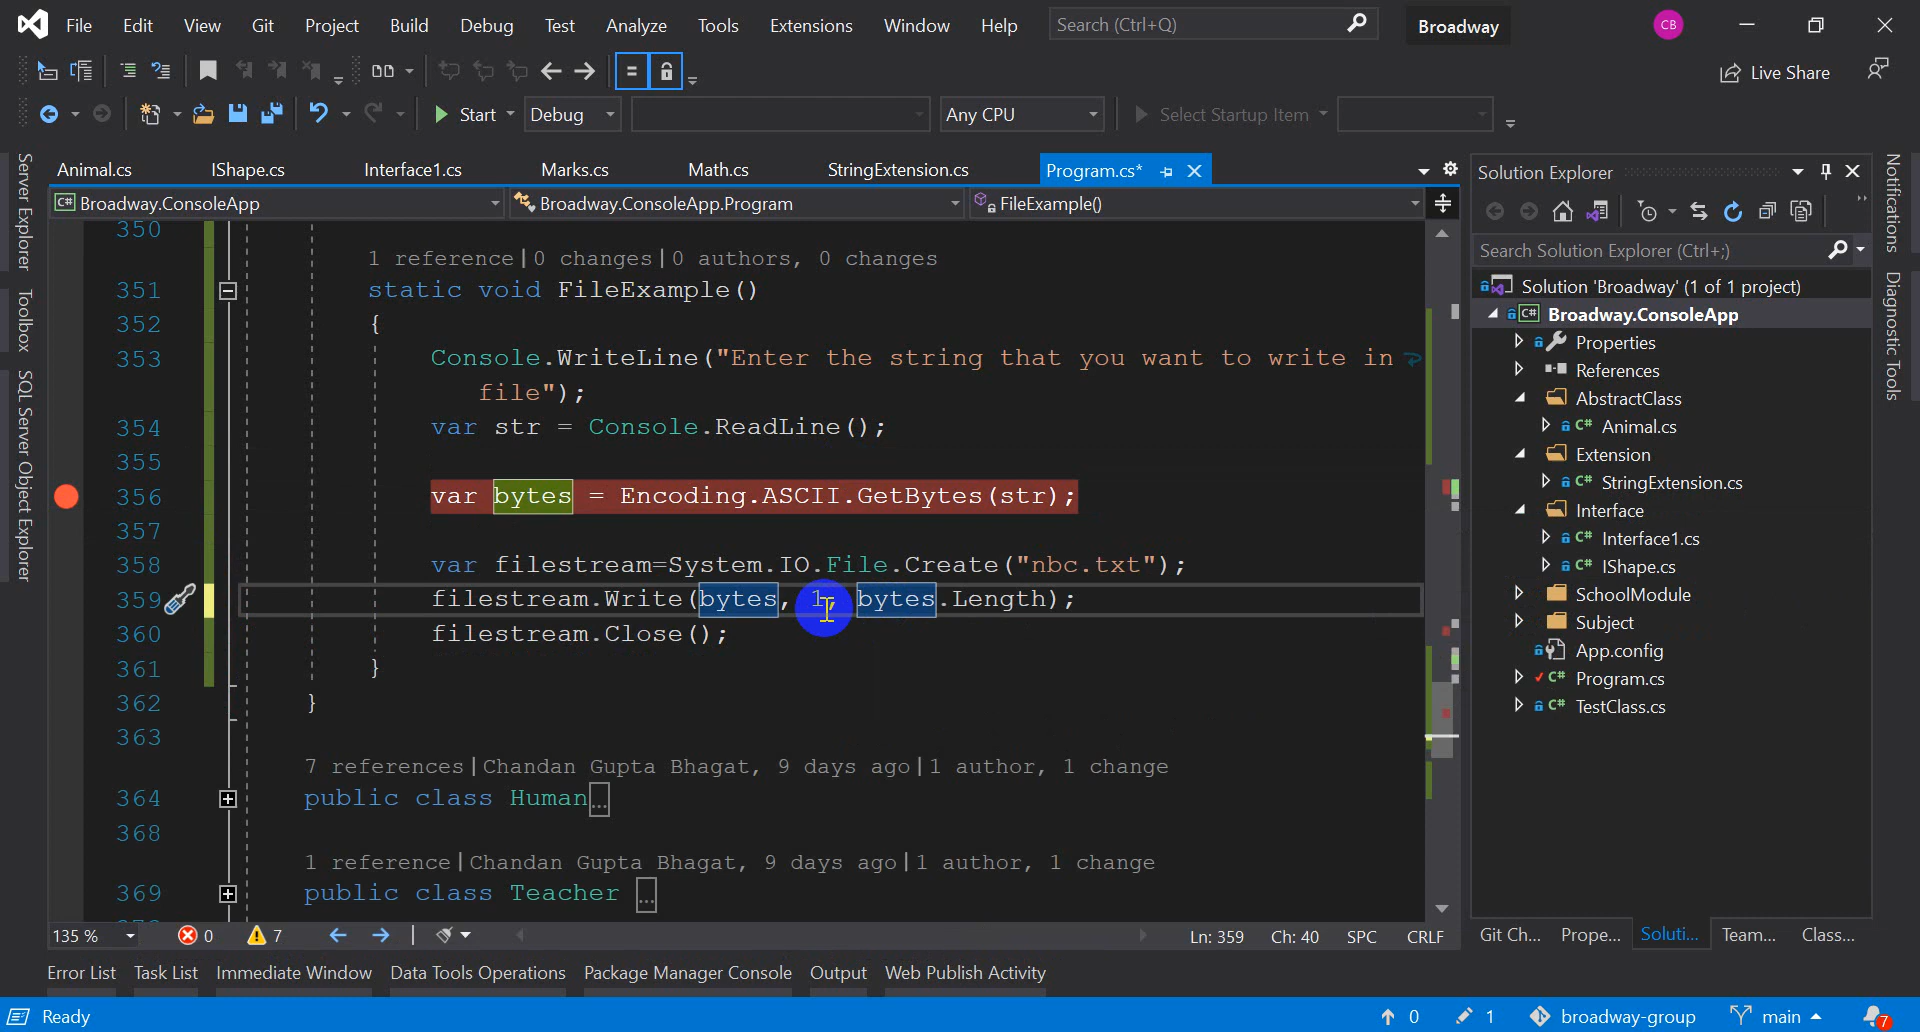 File Edit View Git Project Build Debug Test Analyze Tools Extensions Window Help Search (Ctrl+Q) Broadway CB
Live Share
Start Debug Any CPU Select Startup Item
Animal.cs IShape.cs Interface1.cs Marks.cs Math.cs StringExtension.cs Program.cs*
C# Broadway.ConsoleApp Broadway.ConsoleApp.Program FileExample()
350
1 reference|0 changes|0 authors, 0 changes
351 static void FileExample()
352 {
353 Console.WriteLine("Enter the string that you want to write in
file");
354 var str = Console.ReadLine();
355
356 var bytes = Encoding.ASCII.GetBytes(str);
357
358 var filestream=System.IO.File.Create("nbc.txt");
359 filestream.Write(bytes, 1, bytes.Length);
360 filestream.Close();
361 }
362 }
363
7 references|Chandan Gupta Bhagat, 9 days ago|1 author, 1 change
364 public class Human...
368
1 reference|Chandan Gupta Bhagat, 9 days ago|1 author, 1 change
369 public class Teacher ...
135 % 0 7 Ln: 359 Ch: 40 SPC CRLF
Server Explorer
Toolbox
SQL Server Object Explorer
Solution Explorer
Search Solution Explorer (Ctrl+;)
Solution 'Broadway' (1 of 1 project)
C# Broadway.ConsoleApp
Properties
References
AbstractClass
C# Animal.cs
Extension
C# StringExtension.cs
Interface
C# Interface1.cs
C# IShape.cs
SchoolModule
Subject
App.config
C# Program.cs
C# TestClass.cs
Git Ch... Prope... Soluti... Team... Class...
Notifications
Diagnostic Tools
Error List Task List Immediate Window Data Tools Operations Package Manager Console Output Web Publish Activity
Ready 0 1 broadway-group main 7